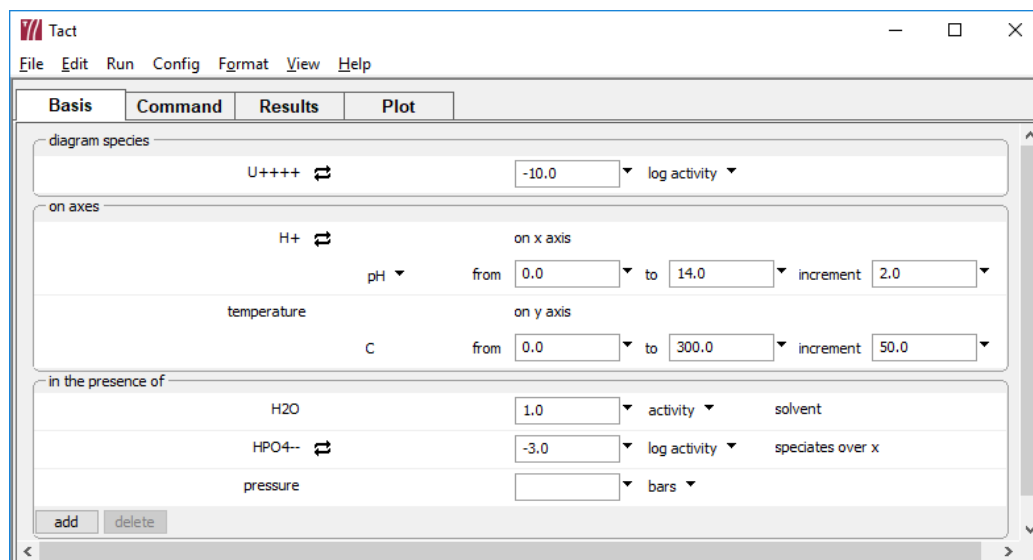 Tact
File Edit Run Config Format View Help
Basis Command Results Plot
diagram species
U++++ -10.0 log activity
on axes
H+ on x axis
pH from 0.0 to 14.0 increment 2.0
temperature on y axis
C from 0.0 to 300.0 increment 50.0
in the presence of
H2O 1.0 activity solvent
HPO4-- -3.0 log activity speciates over x
pressure bars
add delete